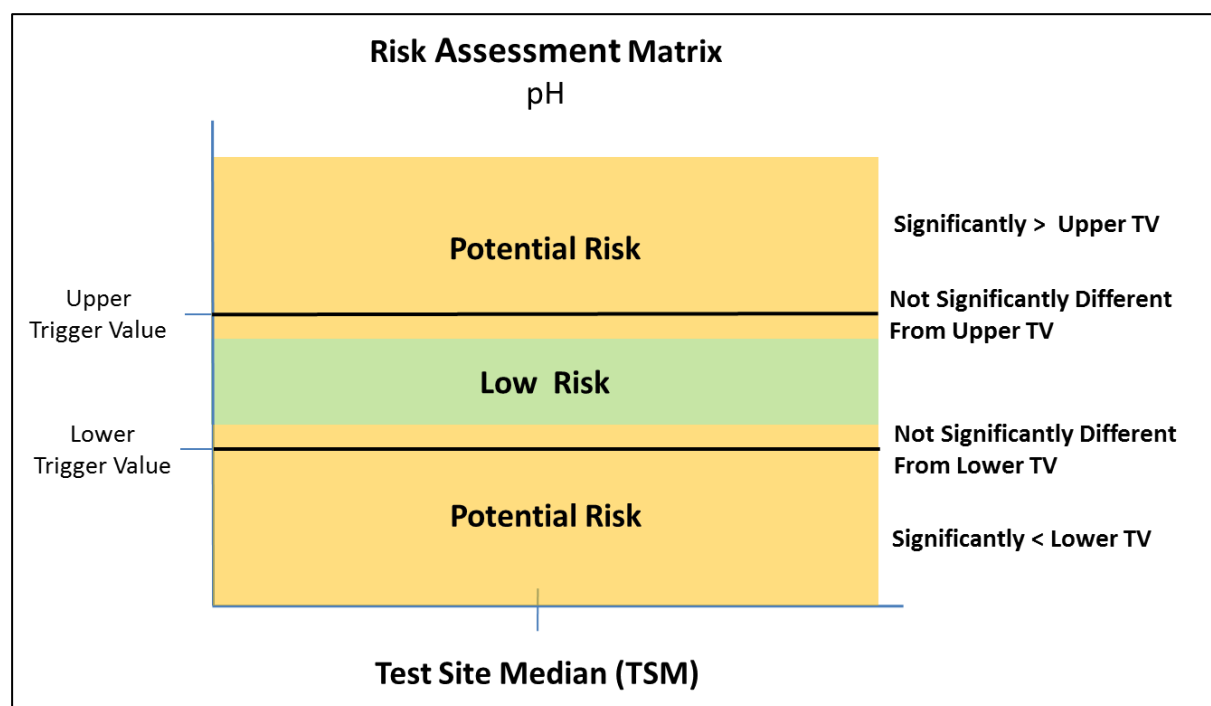 Risk Assessment Matrix
pH
Significantly > Upper TV
Potential Risk
Upper
Trigger Value
Not Significantly Different
From Upper TV
Low Risk
Lower
Trigger Value
Not Significantly Different
From Lower TV
Potential Risk
Significantly < Lower TV
Test Site Median (TSM)